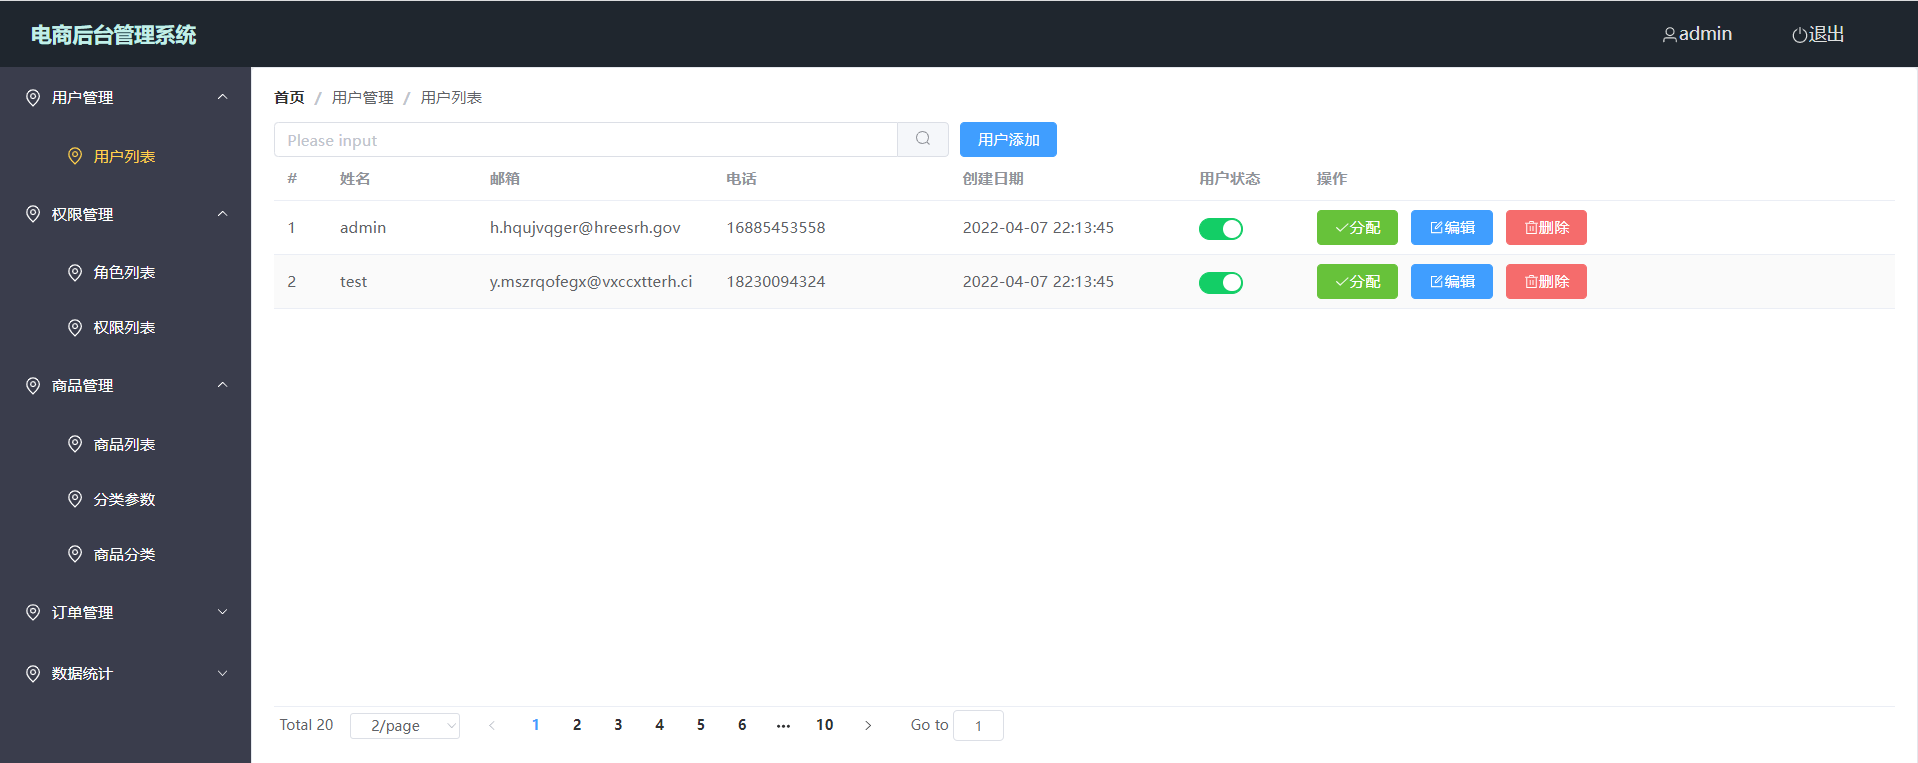 电商后台管理系统
admin
退出
用户管理
用户列表
权限管理
角色列表
权限列表
商品管理
商品列表
分类参数
商品分类
订单管理
数据统计
首页 / 用户管理 / 用户列表
Please input
用户添加
# 姓名 邮箱 电话 创建日期 用户状态 操作
1 admin h.hqujvqger@hreesrh.gov 16885453558 2022-04-07 22:13:45 分配 编辑 删除
2 test y.mszrqofegx@vxccxtterh.ci 18230094324 2022-04-07 22:13:45 分配 编辑 删除
Total 20 2/page 1 2 3 4 5 6 ··· 10 Go to 1